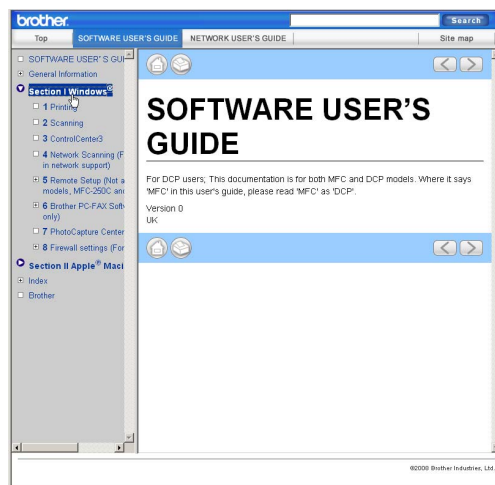 brother.
Search
Top
SOFTWARE USER'S GUIDE
NETWORK USER'S GUIDE
Site map
SOFTWARE USER'S GUI
General Information
Section I Windows®
1 Printing
2 Scanning
3 ControlCenter3
4 Network Scanning (F
in network support)
5 Remote Setup (Not a
models, MFC-250C and
6 Brother PC-FAX Softw
only)
7 PhotoCapture Center
8 Firewall settings (For
Section II Apple® Maci
Index
Brother
SOFTWARE USER'S
GUIDE
For DCP users; This documentation is for both MFC and DCP models. Where it says
'MFC' in this user's guide, please read 'MFC' as 'DCP'.
Version 0
UK
©2008 Brother Industries, Ltd.